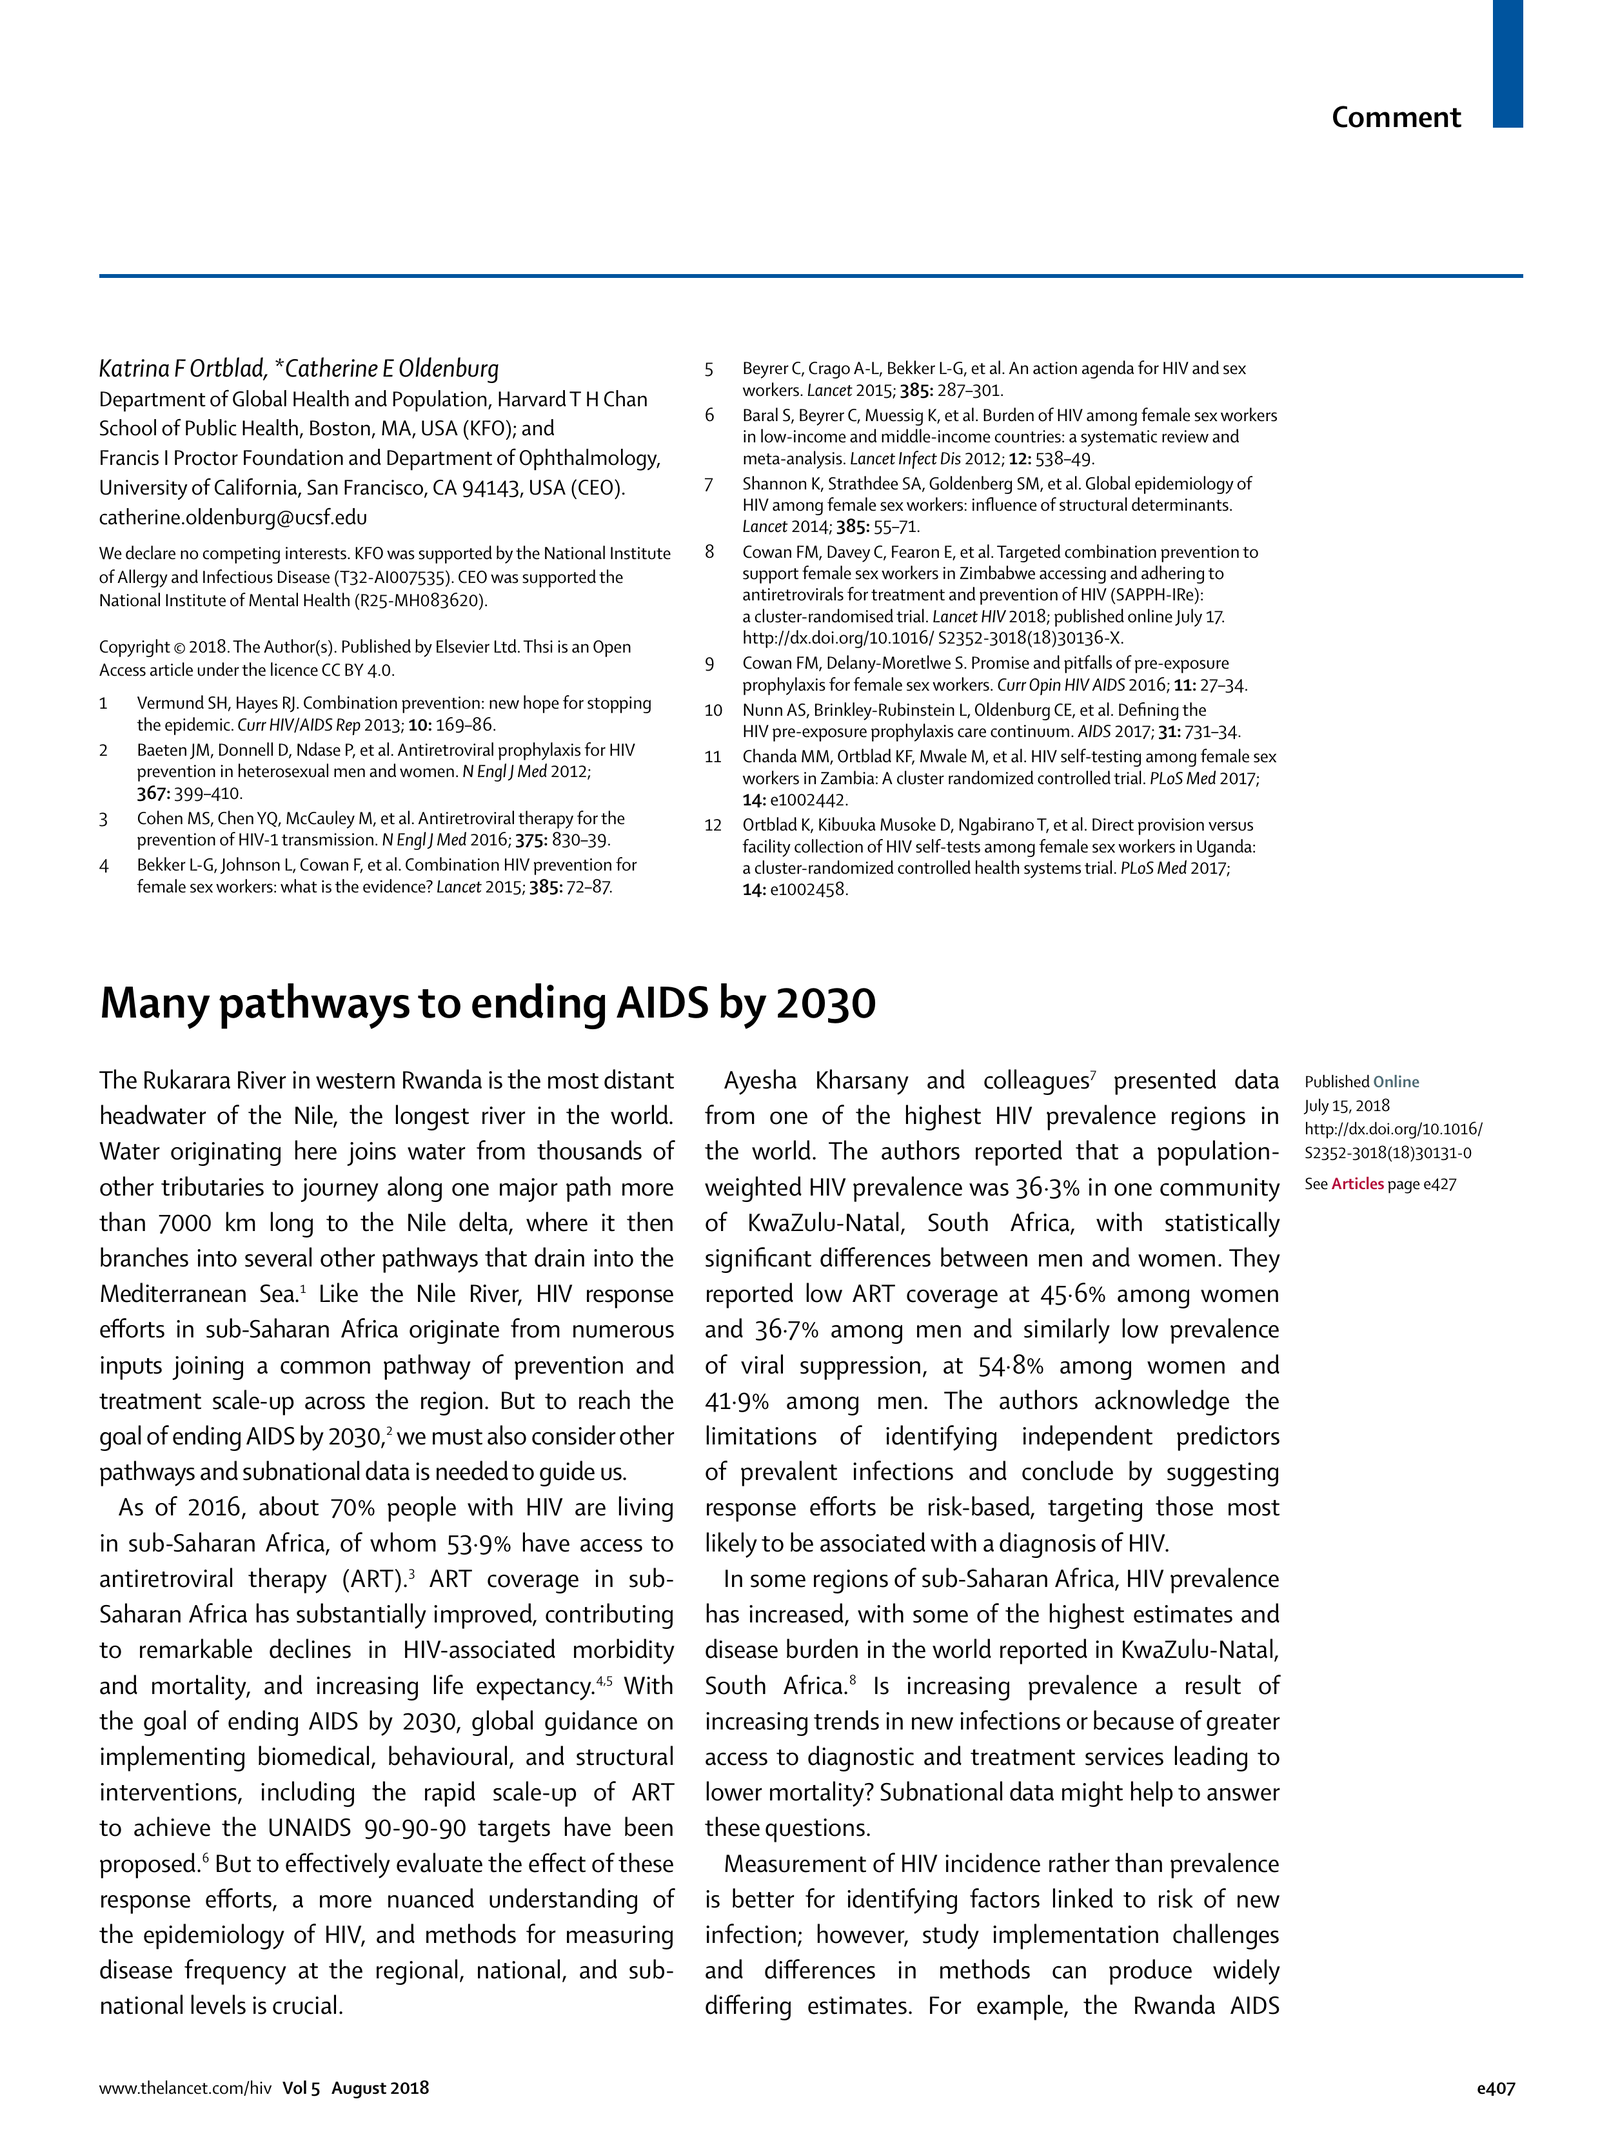 Comment
Katrina F Ortblad, *Catherine E Oldenburg
Department of Global Health and Population, Harvard T H Chan
School of Public Health, Boston, MA, USA (KFO); and
Francis I Proctor Foundation and Department of Ophthalmology,
University of California, San Francisco, CA 94143, USA (CEO).
catherine.oldenburg@ucsf.edu
We declare no competing interests. KFO was supported by the National Institute
of Allergy and Infectious Disease (T32-AI007535). CEO was supported the
National Institute of Mental Health (R25-MH083620).
Copyright © 2018. The Author(s). Published by Elsevier Ltd. Thsi is an Open
Access article under the licence CC BY 4.0.
1 Vermund SH, Hayes RJ. Combination prevention: new hope for stopping
the epidemic. Curr HIV/AIDS Rep 2013; 10: 169–86.
2 Baeten JM, Donnell D, Ndase P, et al. Antiretroviral prophylaxis for HIV
prevention in heterosexual men and women. N Engl J Med 2012;
367: 399–410.
3 Cohen MS, Chen YQ, McCauley M, et al. Antiretroviral therapy for the
prevention of HIV-1 transmission. N Engl J Med 2016; 375: 830–39.
4 Bekker L-G, Johnson L, Cowan F, et al. Combination HIV prevention for
female sex workers: what is the evidence? Lancet 2015; 385: 72–87.
5 Beyrer C, Crago A-L, Bekker L-G, et al. An action agenda for HIV and sex
workers. Lancet 2015; 385: 287–301.
6 Baral S, Beyrer C, Muessig K, et al. Burden of HIV among female sex workers
in low-income and middle-income countries: a systematic review and
meta-analysis. Lancet Infect Dis 2012; 12: 538–49.
7 Shannon K, Strathdee SA, Goldenberg SM, et al. Global epidemiology of
HIV among female sex workers: influence of structural determinants.
Lancet 2014; 385: 55–71.
8 Cowan FM, Davey C, Fearon E, et al. Targeted combination prevention to
support female sex workers in Zimbabwe accessing and adhering to
antiretrovirals for treatment and prevention of HIV (SAPPH-IRe):
a cluster-randomised trial. Lancet HIV 2018; published online July 17.
http://dx.doi.org/10.1016/ S2352-3018(18)30136-X.
9 Cowan FM, Delany-Moretlwe S. Promise and pitfalls of pre-exposure
prophylaxis for female sex workers. Curr Opin HIV AIDS 2016; 11: 27–34.
10 Nunn AS, Brinkley-Rubinstein L, Oldenburg CE, et al. Defining the
HIV pre-exposure prophylaxis care continuum. AIDS 2017; 31: 731–34.
11 Chanda MM, Ortblad KF, Mwale M, et al. HIV self-testing among female sex
workers in Zambia: A cluster randomized controlled trial. PLoS Med 2017;
14: e1002442.
12 Ortblad K, Kibuuka Musoke D, Ngabirano T, et al. Direct provision versus
facility collection of HIV self-tests among female sex workers in Uganda:
a cluster-randomized controlled health systems trial. PLoS Med 2017;
14: e1002458.
Many pathways to ending AIDS by 2030
The Rukarara River in western Rwanda is the most distant
headwater of the Nile, the longest river in the world.
Water originating here joins water from thousands of
other tributaries to journey along one major path more
than 7000 km long to the Nile delta, where it then
branches into several other pathways that drain into the
Mediterranean Sea.1 Like the Nile River, HIV response
efforts in sub-Saharan Africa originate from numerous
inputs joining a common pathway of prevention and
treatment scale-up across the region. But to reach the
goal of ending AIDS by 2030,2 we must also consider other
pathways and subnational data is needed to guide us.
As of 2016, about 70% people with HIV are living
in sub-Saharan Africa, of whom 53·9% have access to
antiretroviral therapy (ART).3 ART coverage in sub-
Saharan Africa has substantially improved, contributing
to remarkable declines in HIV-associated morbidity
and mortality, and increasing life expectancy.4,5 With
the goal of ending AIDS by 2030, global guidance on
implementing biomedical, behavioural, and structural
interventions, including the rapid scale-up of ART
to achieve the UNAIDS 90-90-90 targets have been
proposed.6 But to effectively evaluate the effect of these
response efforts, a more nuanced understanding of
the epidemiology of HIV, and methods for measuring
disease frequency at the regional, national, and sub-
national levels is crucial.
Ayesha Kharsany and colleagues7 presented data
from one of the highest HIV prevalence regions in
the world. The authors reported that a population-
weighted HIV prevalence was 36·3% in one community
of KwaZulu-Natal, South Africa, with statistically
significant differences between men and women. They
reported low ART coverage at 45·6% among women
and 36·7% among men and similarly low prevalence
of viral suppression, at 54·8% among women and
41·9% among men. The authors acknowledge the
limitations of identifying independent predictors
of prevalent infections and conclude by suggesting
response efforts be risk-based, targeting those most
likely to be associated with a diagnosis of HIV.
In some regions of sub-Saharan Africa, HIV prevalence
has increased, with some of the highest estimates and
disease burden in the world reported in KwaZulu-Natal,
South Africa.8 Is increasing prevalence a result of
increasing trends in new infections or because of greater
access to diagnostic and treatment services leading to
lower mortality? Subnational data might help to answer
these questions.
Measurement of HIV incidence rather than prevalence
is better for identifying factors linked to risk of new
infection; however, study implementation challenges
and differences in methods can produce widely
differing estimates. For example, the Rwanda AIDS
Published Online
July 15, 2018
http://dx.doi.org/10.1016/
S2352-3018(18)30131-0
See Articles page e427
www.thelancet.com/hiv Vol 5 August 2018
e407